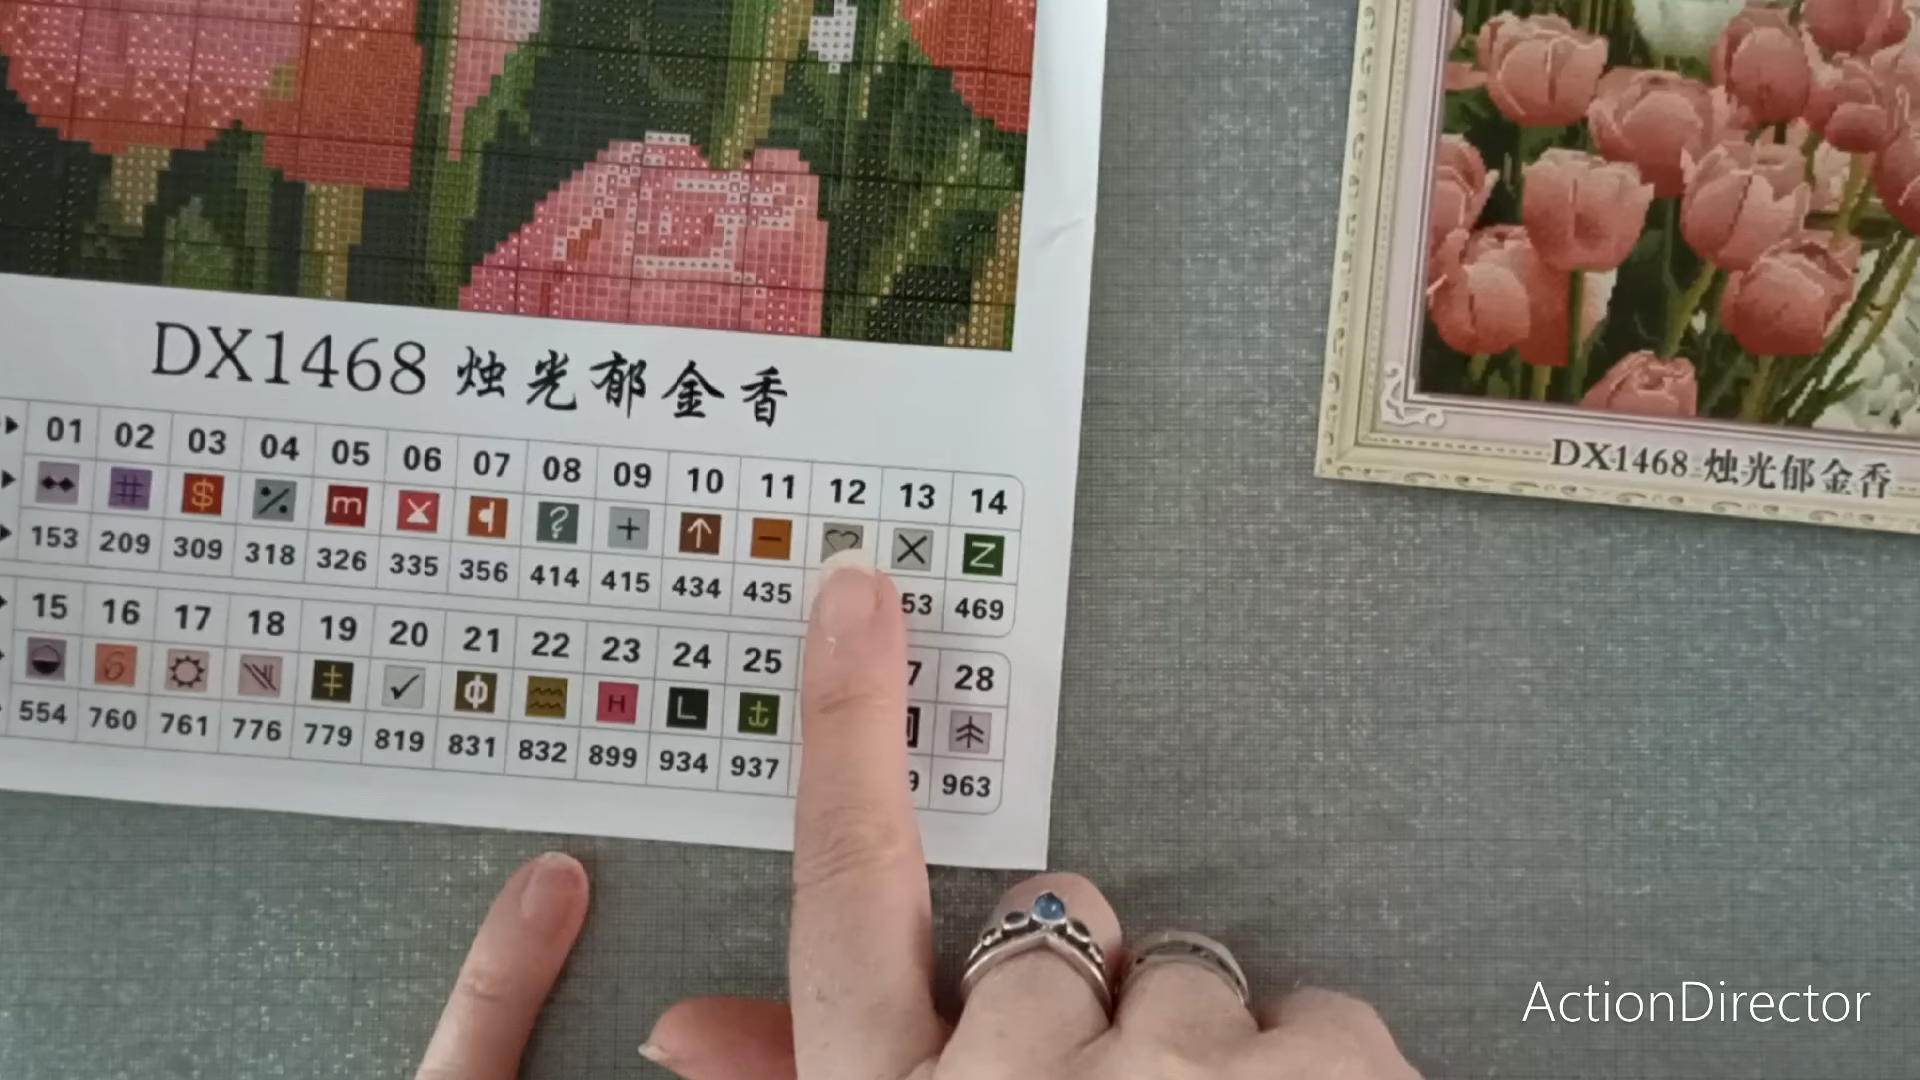 DX1468 烛光郁金香
01 02 03 04 05 06 07 08 09 10 11 12 13 14
153 209 309 318 326 335 356 414 415 434 435 53 469
15 16 17 18 19 20 21 22 23 24 25 7 28
554 760 761 776 779 819 831 832 899 934 937 9 963
DX1468 烛光郁金香
ActionDirector